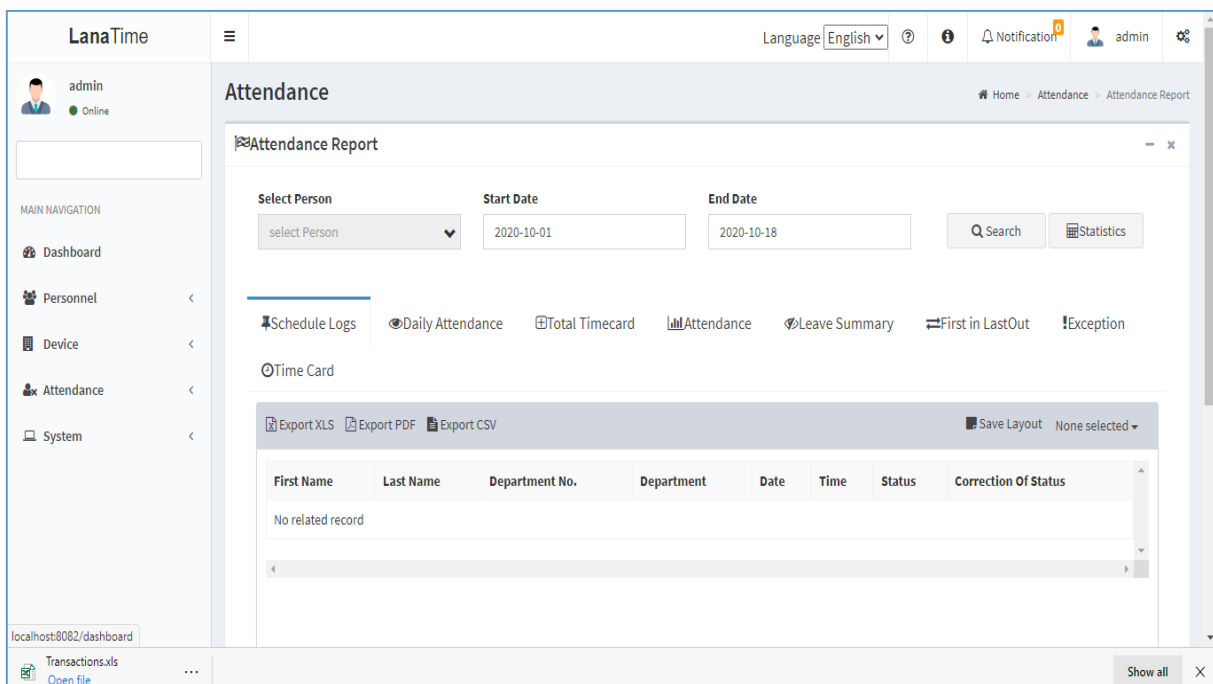 LanaTime
Language English Notification 0 admin
admin
Online
Attendance
Home > Attendance > Attendance Report
Attendance Report
MAIN NAVIGATION
Dashboard
Personnel
Device
Attendance
System
Select Person Start Date End Date
select Person 2020-10-01 2020-10-18 Search Statistics
Schedule Logs Daily Attendance Total Timecard Attendance Leave Summary First in LastOut Exception
Time Card
Export XLS Export PDF Export CSV Save Layout None selected
First Name Last Name Department No. Department Date Time Status Correction Of Status
No related record
localhost:8082/dashboard
Transactions.xls
Open file
... Show all X